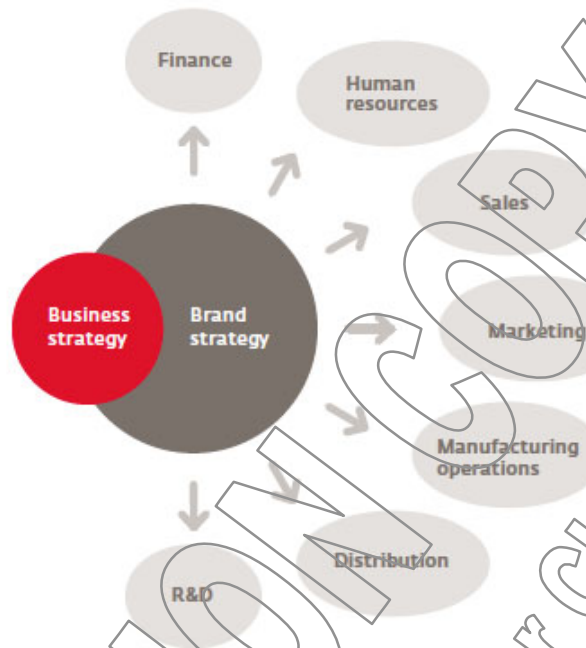 Finance
Human
resources
Sales
Business
strategy
Brand
strategy
Marketing
Manufacturing
operations
Distribution
R&D